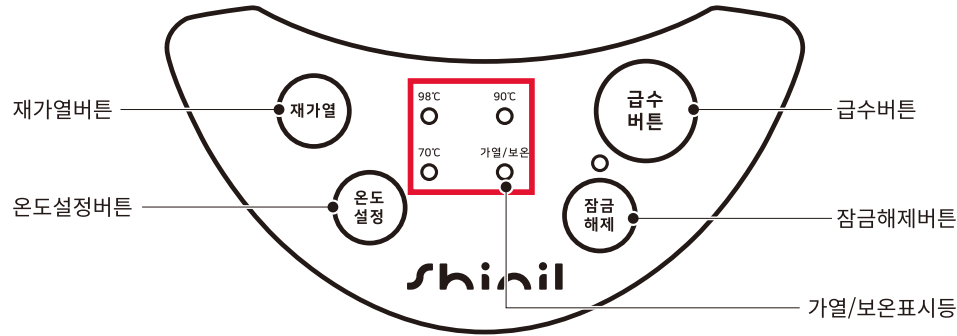 98℃
90℃
재가열버튼
재가열
급수
버튼
급수버튼
70℃
가열/보온
온도설정버튼
온도
설정
잠금
해제
잠금해제버튼
Shinil
가열/보온표시등